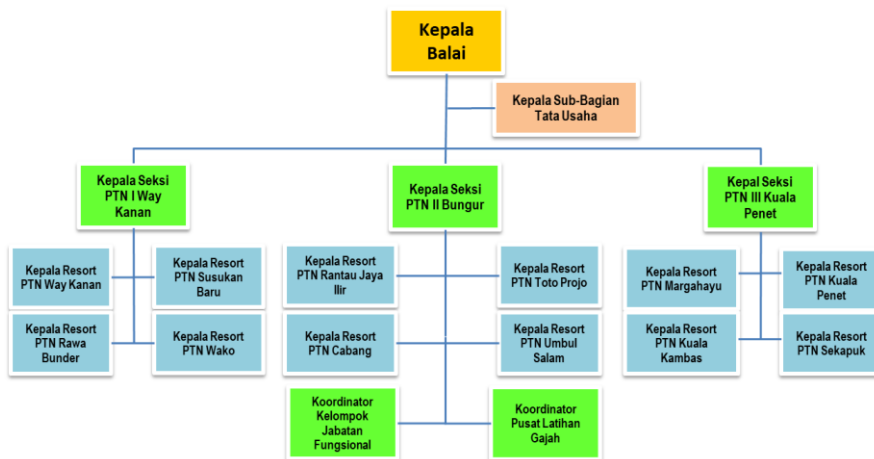 Kepala
Balai
Kepala Sub-Bagian
Tata Usaha
Kepala Seksi
PTN I Way
Kanan
Kepala Seksi
PTN II Bungur
Kepal Seksi
PTN III Kuala
Penet
Kepala Resort
PTN Way Kanan
Kepala Resort
PTN Susukan
Baru
Kepala Resort
PTN Rantau Jaya
Ilir
Kepala Resort
PTN Toto Projo
Kepala Resort
PTN Margahayu
Kepala Resort
PTN Kuala
Penet
Kepala Resort
PTN Rawa
Bunder
Kepala Resort
PTN Wako
Kepala Resort
PTN Cabang
Kepala Resort
PTN Umbul
Salam
Kepala Resort
PTN Kuala
Kambas
Kepala Resort
PTN Sekapuk
Koordinator
Kelompok
Jabatan
Fungsional
Koordinator
Pusat Latihan
Gajah